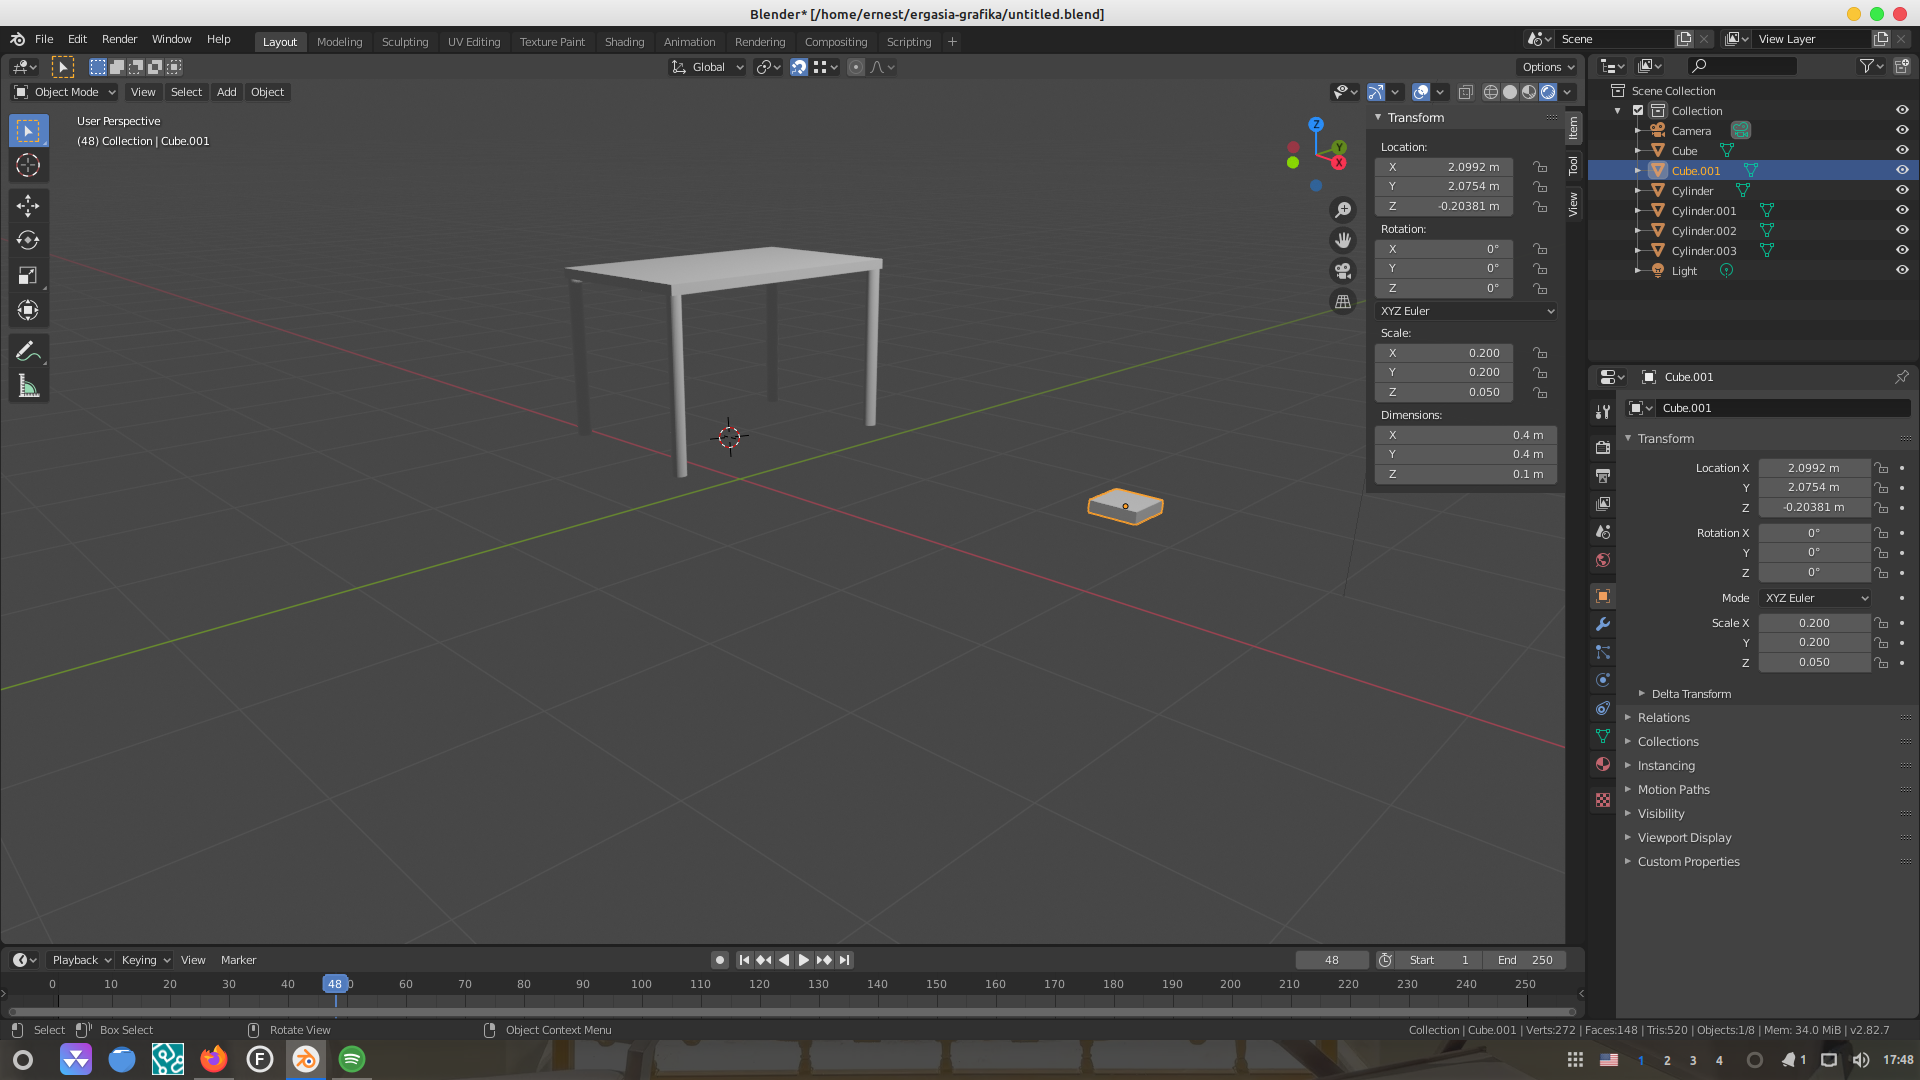 Blender* [/home/ernest/ergasia-grafika/untitled.blend]
File Edit Render Window Help Layout Modeling Sculpting UV Editing Texture Paint Shading Animation Rendering Compositing Scripting + Scene View Layer
Global Options
Object Mode View Select Add Object
User Perspective
(48) Collection | Cube.001
Z
Y
X
Transform
Location:
X 2.0992 m
Y 2.0754 m
Z -0.20381 m
Rotation:
X 0°
Y 0°
Z 0°
XYZ Euler
Scale:
X 0.200
Y 0.200
Z 0.050
Dimensions:
X 0.4 m
Y 0.4 m
Z 0.1 m
Item
Tool
View
Scene Collection
Collection
Camera
Cube
Cube.001
Cylinder
Cylinder.001
Cylinder.002
Cylinder.003
Light
Cube.001
Cube.001
Transform
Location X 2.0992 m
Y 2.0754 m
Z -0.20381 m
Rotation X 0°
Y 0°
Z 0°
Mode XYZ Euler
Scale X 0.200
Y 0.200
Z 0.050
Delta Transform
Relations
Collections
Instancing
Motion Paths
Visibility
Viewport Display
Custom Properties
Playback Keying View Marker 48 Start 1 End 250
0 10 20 30 40 48 0 60 70 80 90 100 110 120 130 140 150 160 170 180 190 200 210 220 230 240 250
Select Box Select Rotate View Object Context Menu Collection | Cube.001 | Verts:272 | Faces:148 | Tris:520 | Objects:1/8 | Mem: 34.0 MiB | v2.82.7
F 1 2 3 4 1 17:48